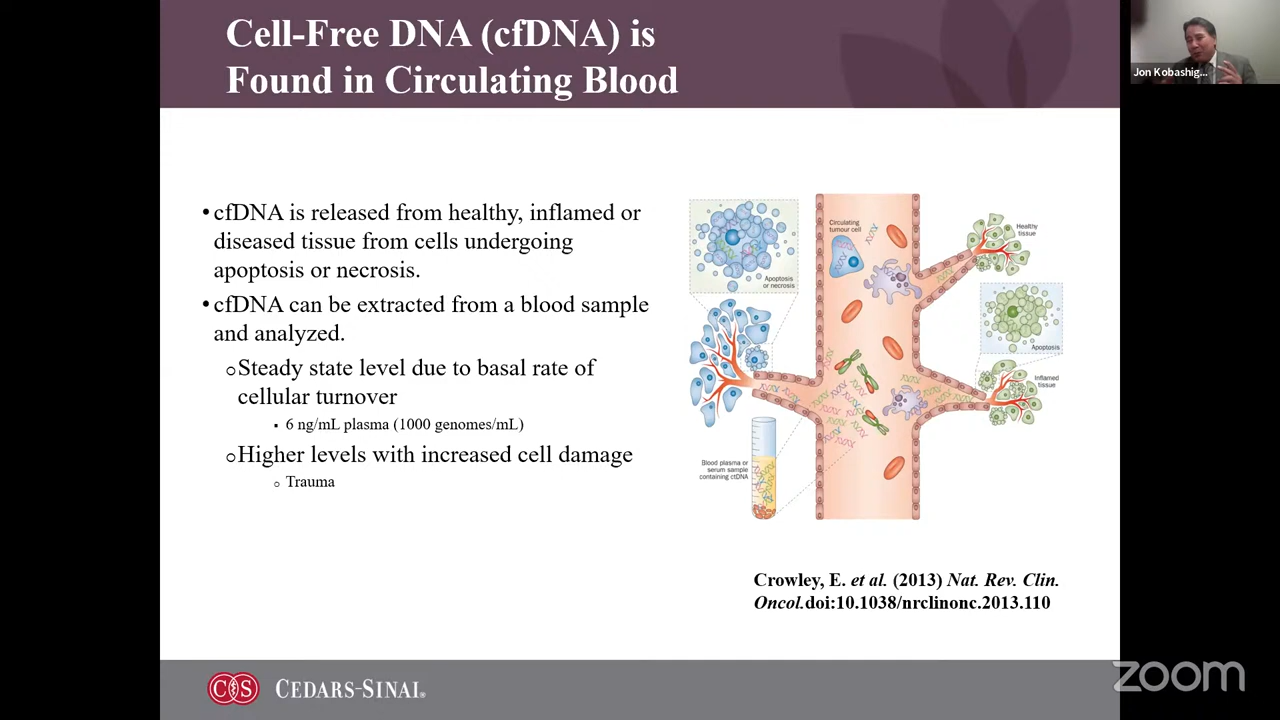 Cell-Free DNA (cfDNA) is
Found in Circulating Blood
Jon Kobashig...
• cfDNA is released from healthy, inflamed or
diseased tissue from cells undergoing
apoptosis or necrosis.
• cfDNA can be extracted from a blood sample
and analyzed.
o Steady state level due to basal rate of
cellular turnover
▪ 6 ng/mL plasma (1000 genomes/mL)
o Higher levels with increased cell damage
o Trauma
Circulating
tumour cell
Healthy
tissue
Apoptosis
or necrosis
Apoptosis
Inflamed
tissue
Blood plasma or
serum sample
containing ctDNA
Crowley, E. et al. (2013) Nat. Rev. Clin.
Oncol.doi:10.1038/nrclinonc.2013.110
CS CEDARS-SINAI®
zoom